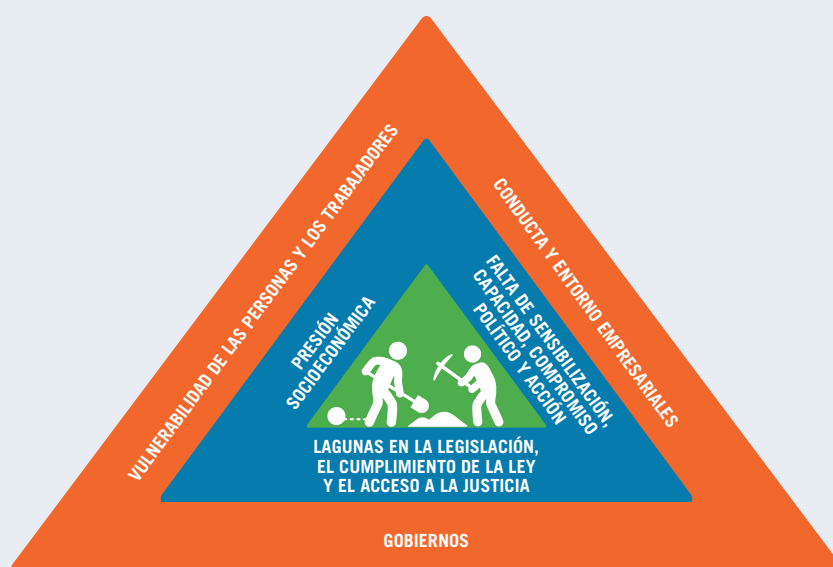 VULNERABILIDAD DE LAS PERSONAS Y LOS TRABAJADORES
CONDUCTA Y ENTORNO EMPRESARIALES
PRESIÓN
SOCIOECONÓMICA
FALTA DE SENSIBILIZACIÓN,
CAPACIDAD, COMPROMISO
POLÍTICO Y ACCIÓN
LAGUNAS EN LA LEGISLACIÓN,
EL CUMPLIMIENTO DE LA LEY
Y EL ACCESO A LA JUSTICIA
GOBIERNOS